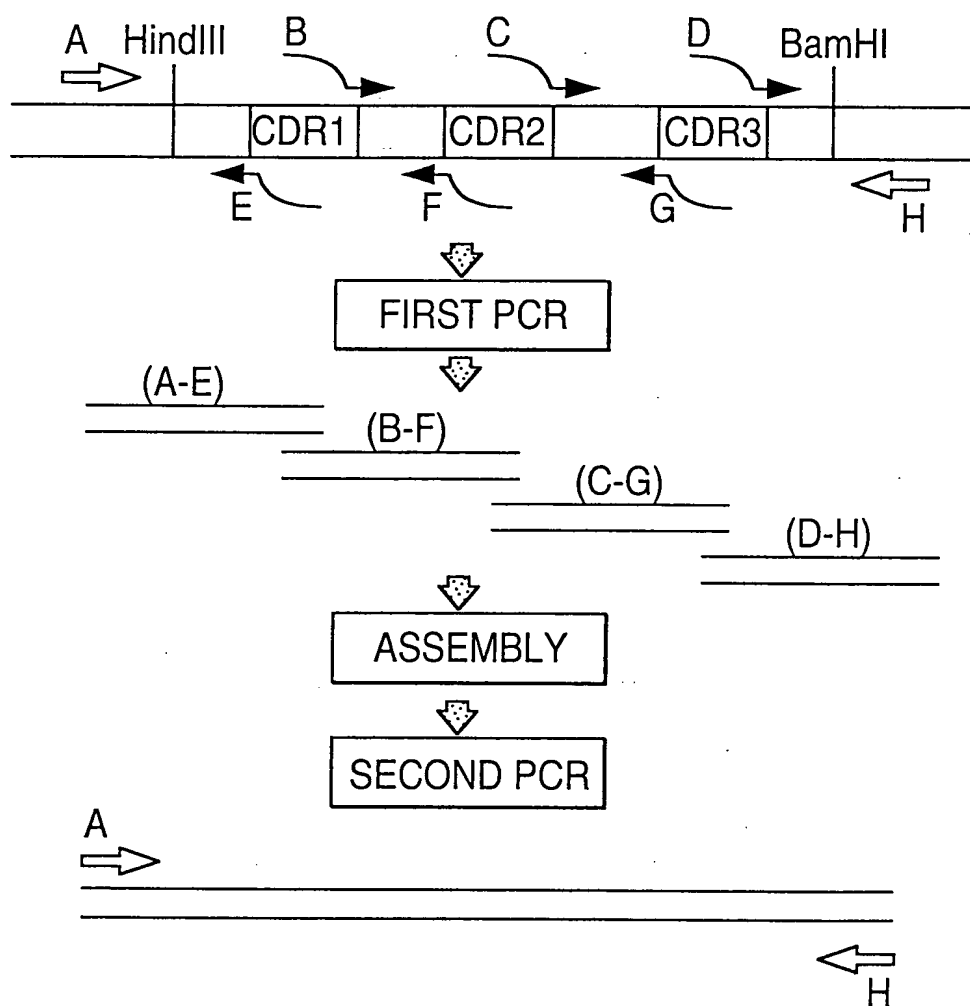 A HindIII B C D BamHI
CDR1 CDR2 CDR3
E F G H
FIRST PCR
(A-E)
(B-F)
(C-G)
(D-H)
ASSEMBLY
SECOND PCR
A
H